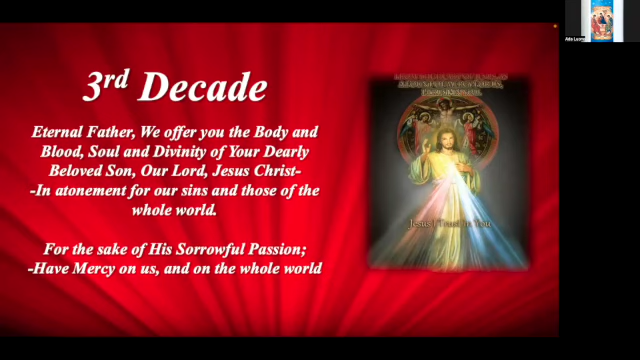 3rd Decade
Eternal Father, We offer you the Body and
Blood, Soul and Divinity of Your Dearly
Beloved Son, Our Lord, Jesus Christ-
-In atonement for our sins and those of the
whole world.
For the sake of His Sorrowful Passion;
-Have Mercy on us, and on the whole world
Jesus I Trust in You